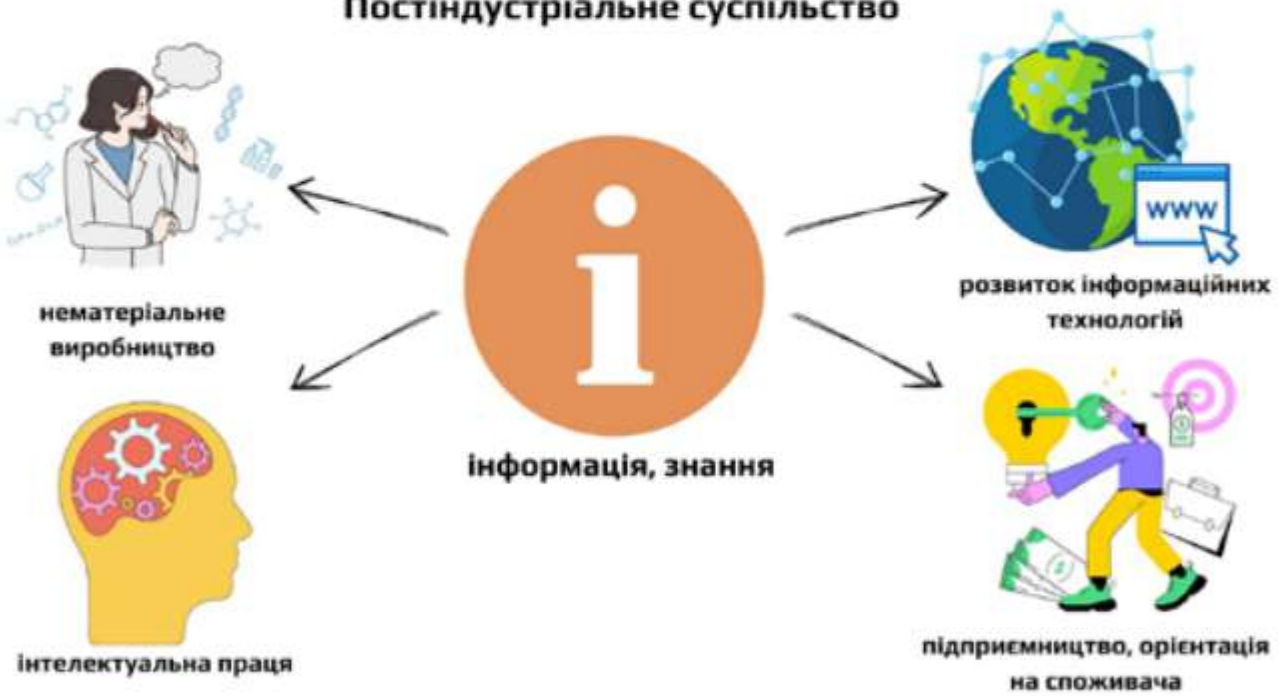 Постіндустріальне суспільство
www
нематеріальне
виробництво
розвиток інформаційних
технологій
інформація, знання
інтелектуальна праця
підприємництво, орієнтація
на споживача